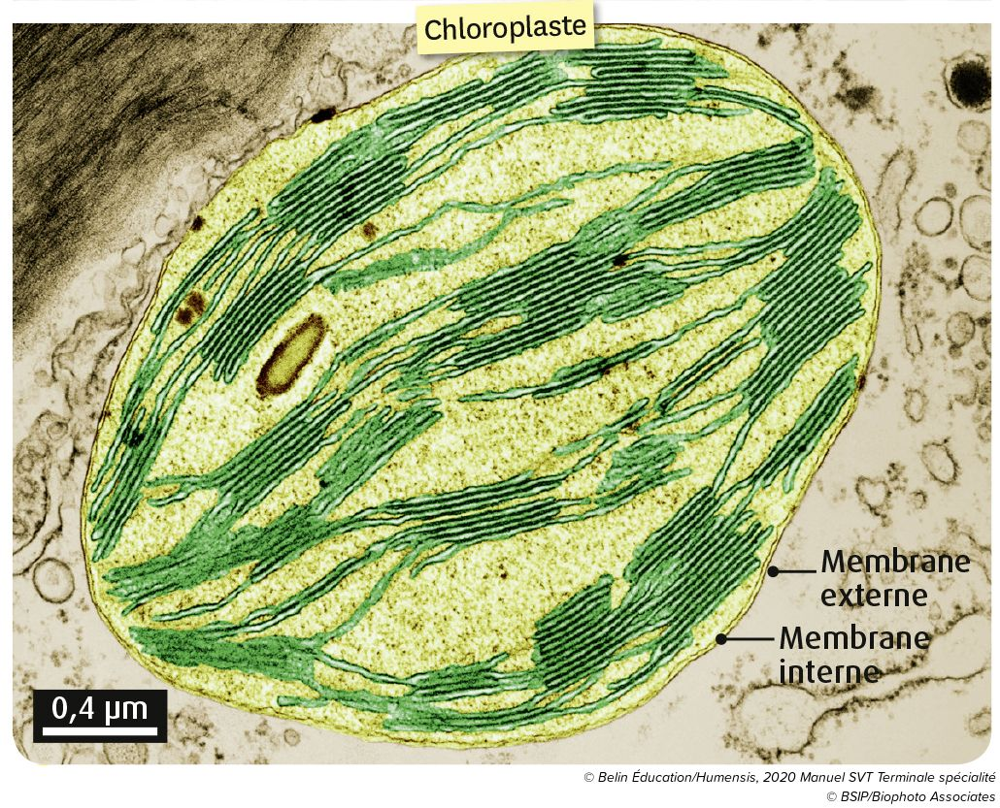 Chloroplaste
Membrane
externe
Membrane
interne
0,4 µm
© Belin Éducation/Humensis, 2020 Manuel SVT Terminale spécialité
© BSIP/Biophoto Associates